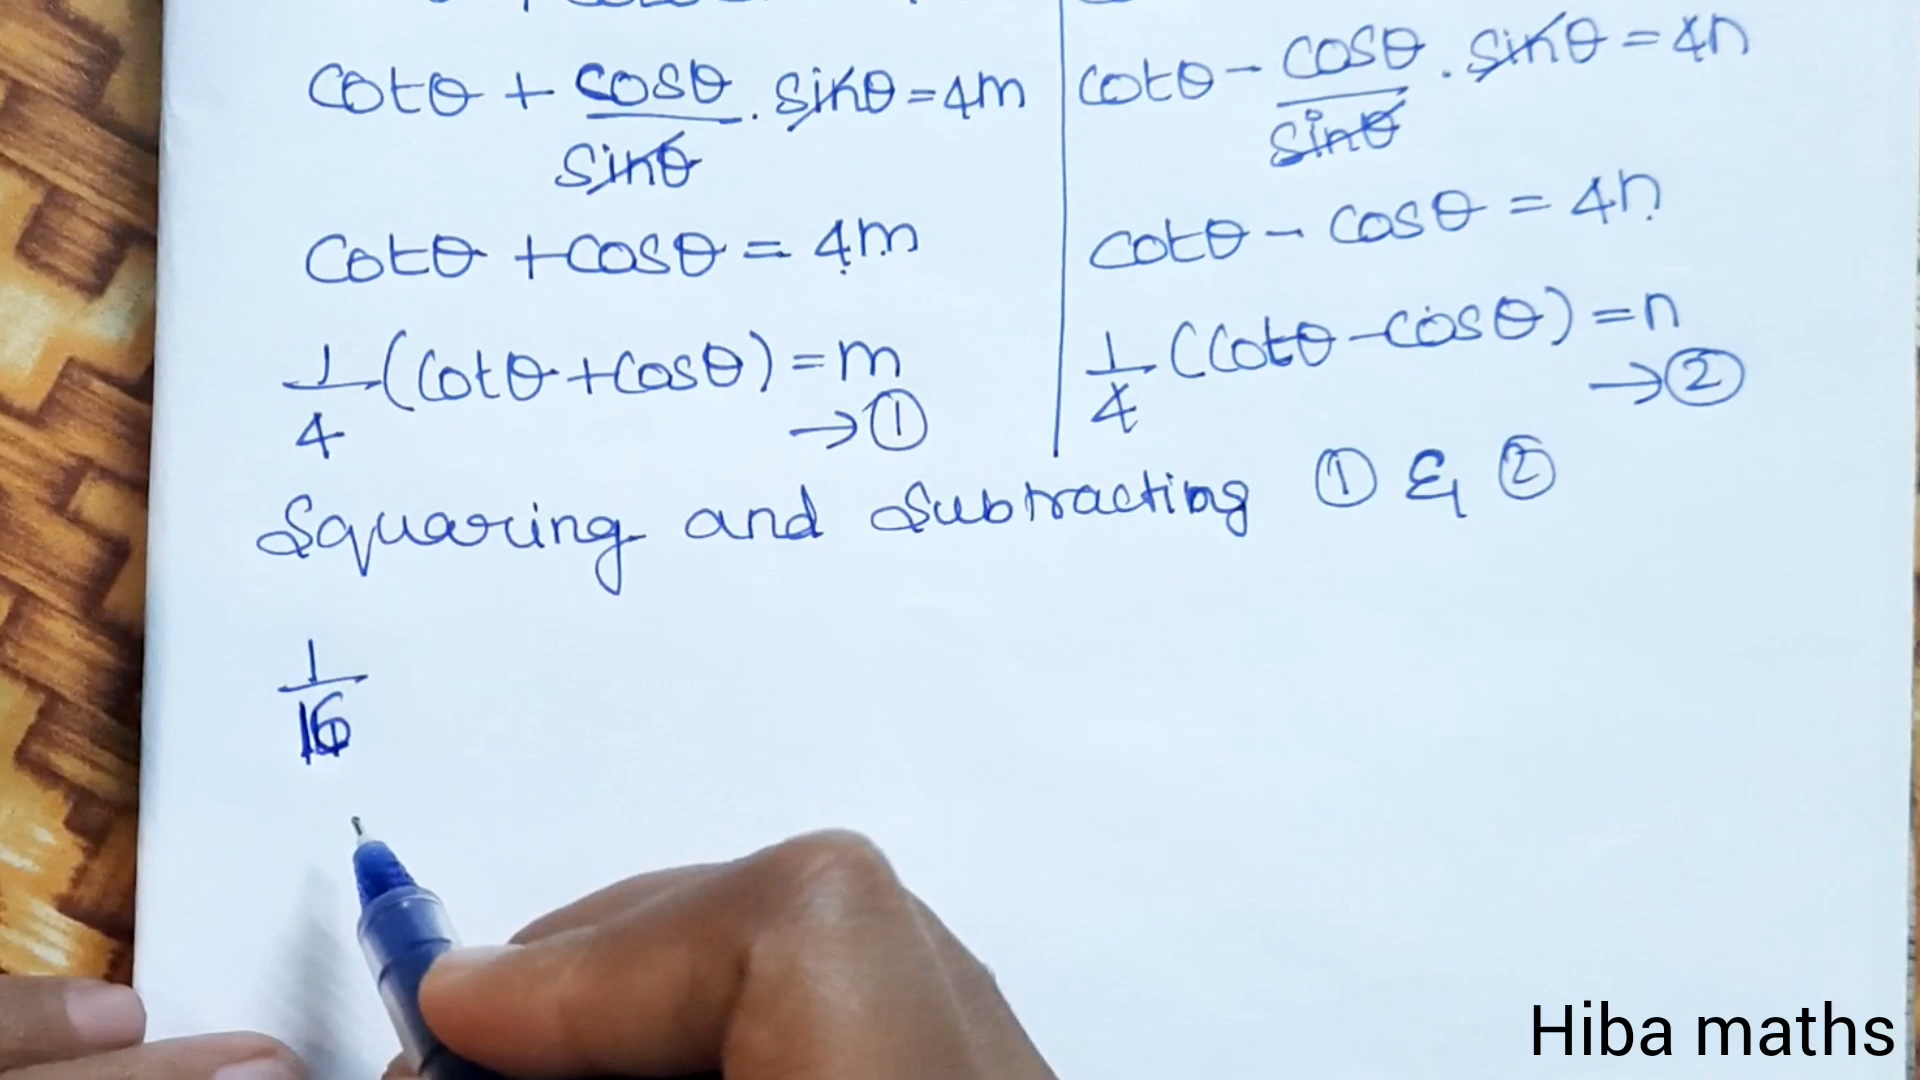 cotθ + cosθ/sinθ . sinθ = 4m
cotθ + cosθ = 4m
1/4 (cotθ + cosθ) = m
→ ①
cotθ - cosθ/sinθ . sinθ = 4n
cotθ - cosθ = 4n
1/4 (cotθ - cosθ) = n
→ ②
Squaring and Subtracting ① & ②
1/16
Hiba maths